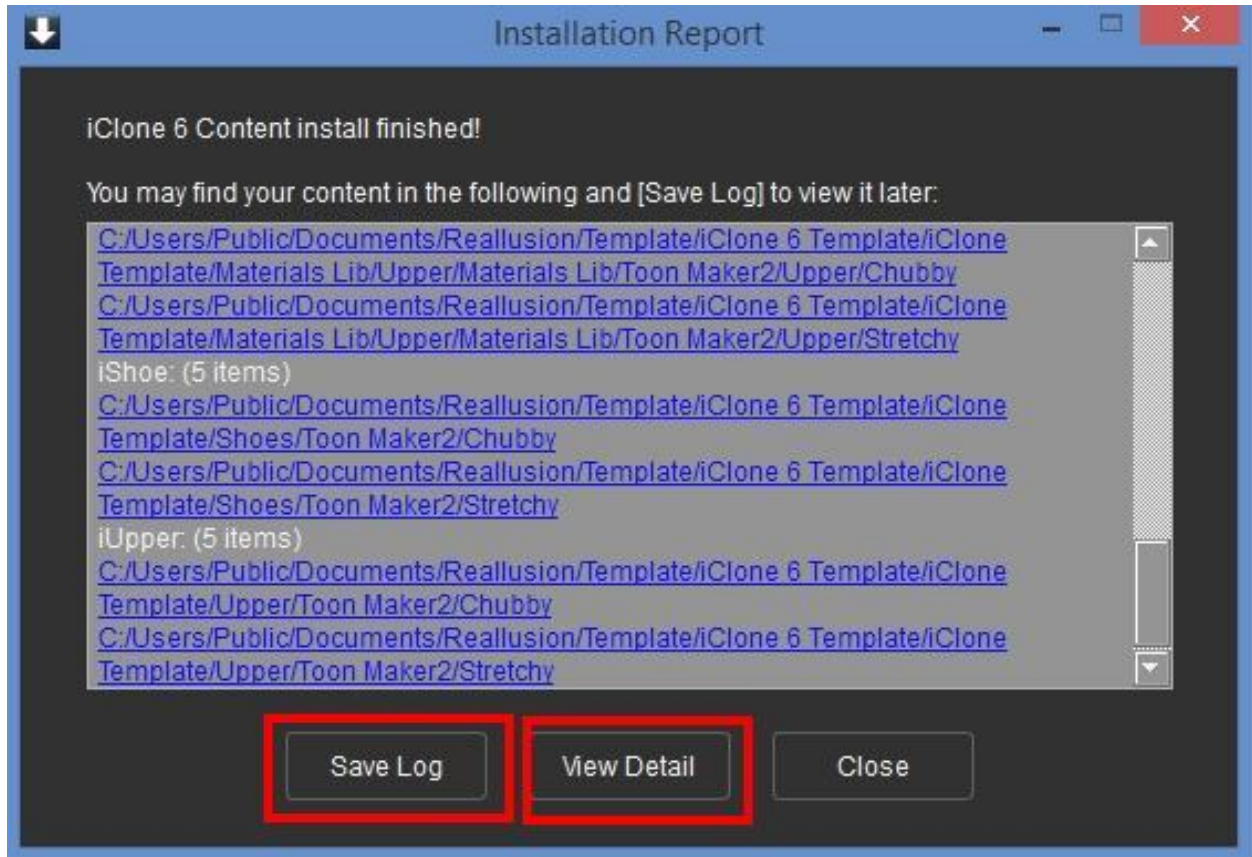 Installation Report
iClone 6 Content install finished!
You may find your content in the following and [Save Log] to view it later:
C:/Users/Public/Documents/Reallusion/Template/iClone 6 Template/iClone
Template/Materials Lib/Upper/Materials Lib/Toon Maker2/Upper/Chubby
C:/Users/Public/Documents/Reallusion/Template/iClone 6 Template/iClone
Template/Materials Lib/Upper/Materials Lib/Toon Maker2/Upper/Stretchy
iShoe: (5 items)
C:/Users/Public/Documents/Reallusion/Template/iClone 6 Template/iClone
Template/Shoes/Toon Maker2/Chubby
C:/Users/Public/Documents/Reallusion/Template/iClone 6 Template/iClone
Template/Shoes/Toon Maker2/Stretchy
iUpper: (5 items)
C:/Users/Public/Documents/Reallusion/Template/iClone 6 Template/iClone
Template/Upper/Toon Maker2/Chubby
C:/Users/Public/Documents/Reallusion/Template/iClone 6 Template/iClone
Template/Upper/Toon Maker2/Stretchy
Save Log View Detail Close